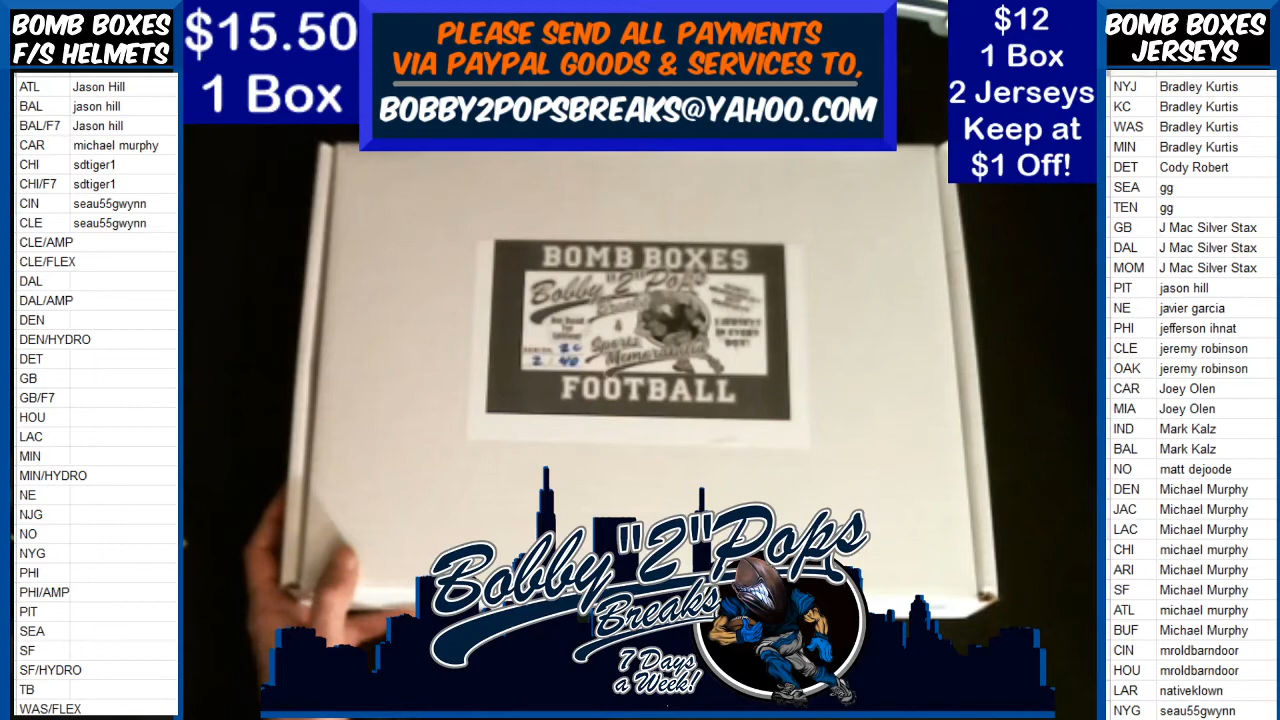 BOMB BOXES
F/S HELMETS
ATL Jason Hill
BAL jason hill
BAL/F7 Jason hill
CAR michael murphy
CHI sdtiger1
CHI/F7 sdtiger1
CIN seau55gwynn
CLE seau55gwynn
CLE/AMP
CLE/FLEX
DAL
DAL/AMP
DEN
DEN/HYDRO
DET
GB
GB/F7
HOU
LAC
MIN
MIN/HYDRO
NE
NJG
NO
NYG
PHI
PHI/AMP
PIT
SEA
SF
SF/HYDRO
TB
WAS/FLEX
$15.50
1 Box
PLEASE SEND ALL PAYMENTS
VIA PAYPAL GOODS & SERVICES TO,
BOBBY2POPSBREAKS@YAHOO.COM
$12
1 Box
2 Jerseys
Keep at
$1 Off!
BOMB BOXES
Bobby "2" Pops
Breaks
&
Sports
Memorabilia
2 40
FOOTBALL
Bobby "2" Pops
Breaks
7 Days
a Week!
BOMB BOXES
JERSEYS
NYJ Bradley Kurtis
KC Bradley Kurtis
WAS Bradley Kurtis
MIN Bradley Kurtis
DET Cody Robert
SEA gg
TEN gg
GB J Mac Silver Stax
DAL J Mac Silver Stax
MOM J Mac Silver Stax
PIT jason hill
NE javier garcia
PHI jefferson ihnat
CLE jeremy robinson
OAK jeremy robinson
CAR Joey Olen
MIA Joey Olen
IND Mark Kalz
BAL Mark Kalz
NO matt dejoode
DEN Michael Murphy
JAC Michael Murphy
LAC Michael Murphy
CHI michael murphy
ARI Michael Murphy
SF Michael Murphy
ATL michael murphy
BUF Michael Murphy
CIN mroldbarndoor
HOU mroldbarndoor
LAR nativeklown
NYG seau55gwynn